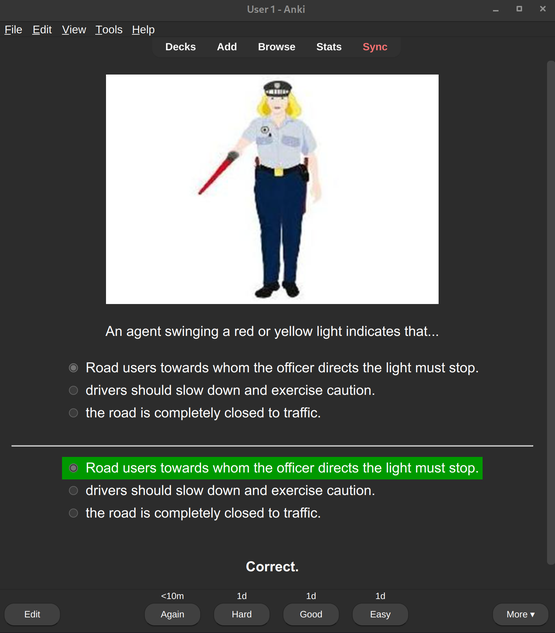 User 1 - Anki
File Edit View Tools Help
Decks Add Browse Stats Sync
An agent swinging a red or yellow light indicates that...
Road users towards whom the officer directs the light must stop.
drivers should slow down and exercise caution.
the road is completely closed to traffic.
Road users towards whom the officer directs the light must stop.
drivers should slow down and exercise caution.
the road is completely closed to traffic.
Correct.
<10m 1d 1d 1d
Edit Again Hard Good Easy More ▾